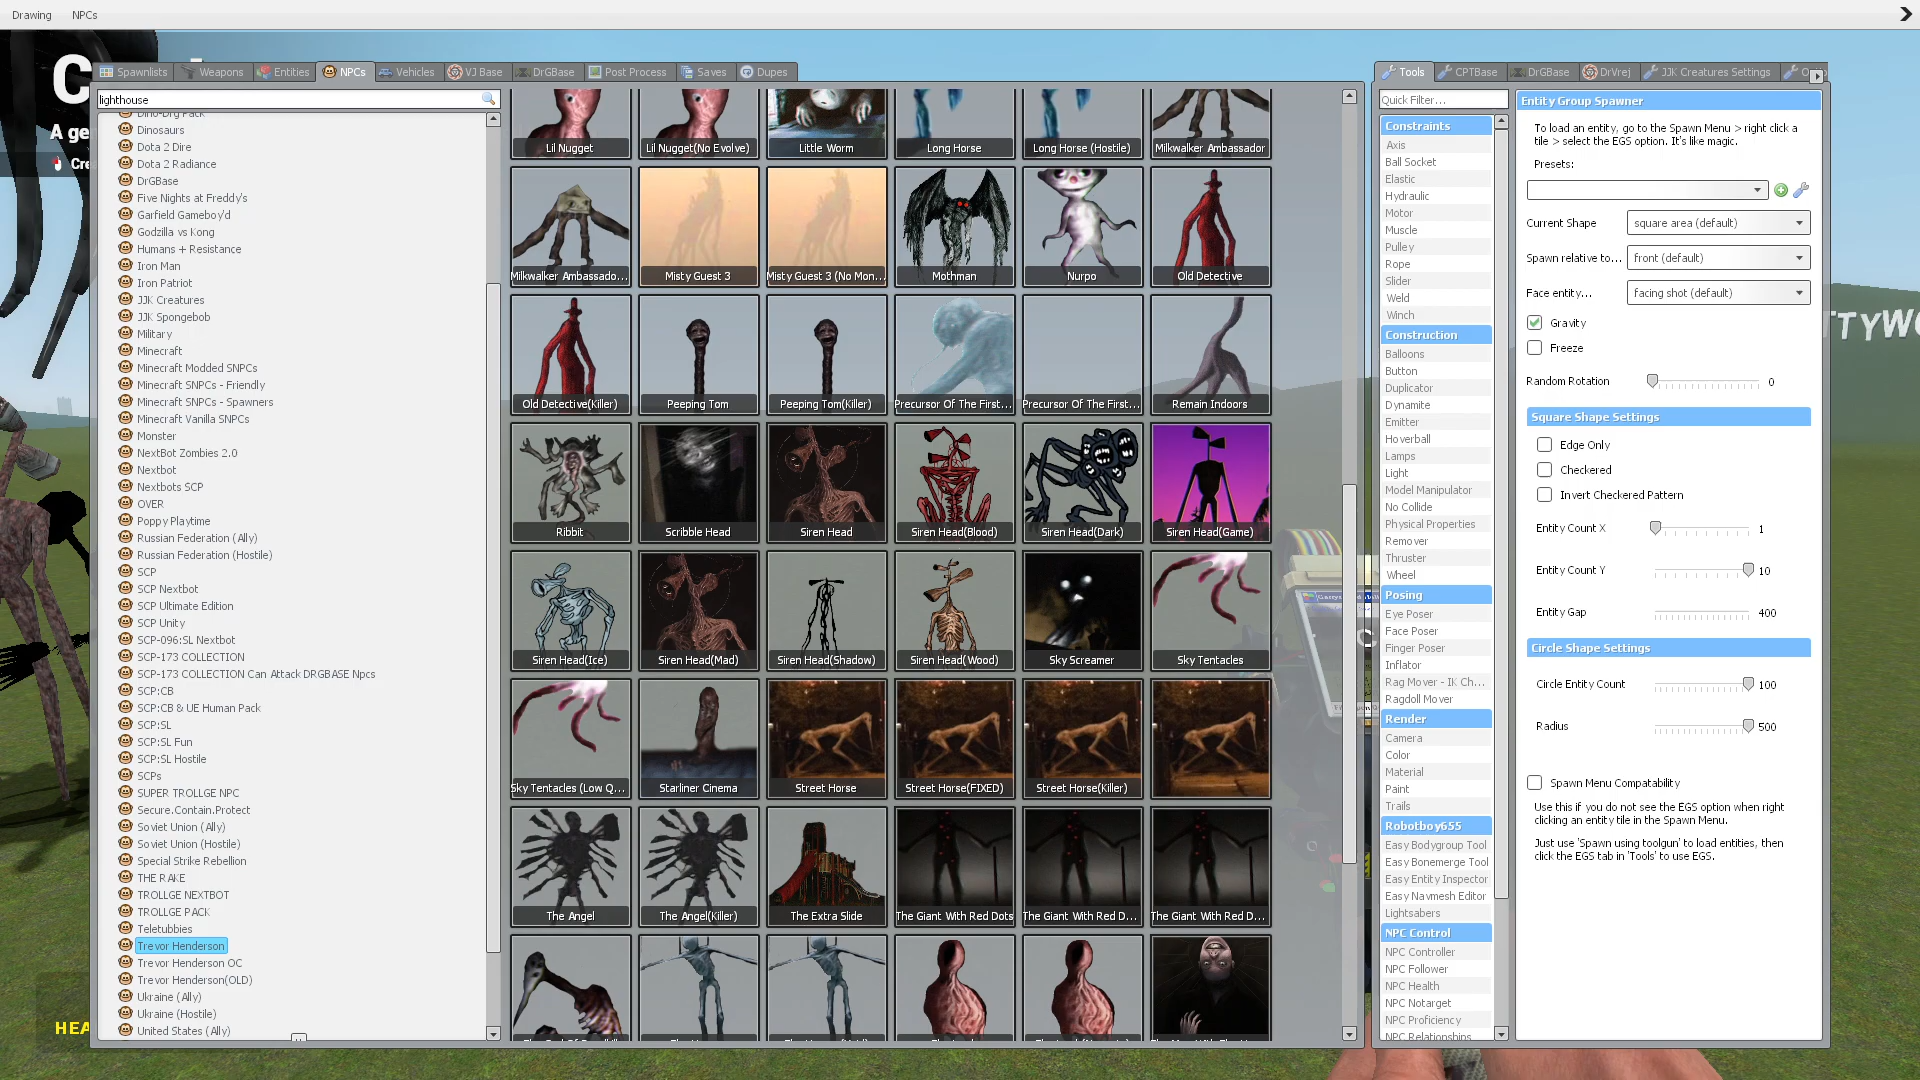 Drawing NPCs
C
A ge
Cre
HEA
TTYWO
Spawnlists Weapons Entities NPCs Vehicles VJ Base DrGBase Post Process Saves Dupes
lighthouse
Dino-Drg Pack
Dinosaurs
Dota 2 Dire
Dota 2 Radiance
DrGBase
Five Nights at Freddy's
Garfield Gameboy'd
Godzilla vs Kong
Humans + Resistance
Iron Man
Iron Patriot
JJK Creatures
JJK Spongebob
Military
Minecraft
Minecraft Modded SNPCs
Minecraft SNPCs - Friendly
Minecraft SNPCs - Spawners
Minecraft Vanilla SNPCs
Monster
NextBot Zombies 2.0
Nextbot
Nextbots SCP
OVER
Poppy Playtime
Russian Federation (Ally)
Russian Federation (Hostile)
SCP
SCP Nextbot
SCP Ultimate Edition
SCP Unity
SCP-096:SL Nextbot
SCP-173 COLLECTION
SCP-173 COLLECTION Can Attack DRGBASE Npcs
SCP:CB
SCP:CB & UE Human Pack
SCP:SL
SCP:SL Fun
SCP:SL Hostile
SCPs
SUPER TROLLGE NPC
Secure.Contain.Protect
Soviet Union (Ally)
Soviet Union (Hostile)
Special Strike Rebellion
THE RAKE
TROLLGE NEXTBOT
TROLLGE PACK
Teletubbies
Trevor Henderson
Trevor Henderson OC
Trevor Henderson(OLD)
Ukraine (Ally)
Ukraine (Hostile)
United States (Ally)
Lil Nugget Lil Nugget(No Evolve) Little Worm Long Horse Long Horse (Hostile) Milkwalker Ambassador
Milkwalker Ambassado... Misty Guest 3 Misty Guest 3 (No Mon... Mothman Nurpo Old Detective
Old Detective(Killer) Peeping Tom Peeping Tom(Killer) Precursor Of The First... Precursor Of The First... Remain Indoors
Ribbit Scribble Head Siren Head Siren Head(Blood) Siren Head(Dark) Siren Head(Game)
Siren Head(Ice) Siren Head(Mad) Siren Head(Shadow) Siren Head(Wood) Sky Screamer Sky Tentacles
Sky Tentacles (Low Q... Starliner Cinema Street Horse Street Horse(FIXED) Street Horse(Killer)
The Angel The Angel(Killer) The Extra Slide The Giant With Red Dots The Giant With Red D... The Giant With Red D...
Tools CPTBase DrGBase DrVrej JJK Creatures Settings
Quick Filter...
Constraints
Axis
Ball Socket
Elastic
Hydraulic
Motor
Muscle
Pulley
Rope
Slider
Weld
Winch
Construction
Balloons
Button
Duplicator
Dynamite
Emitter
Hoverball
Lamps
Light
Model Manipulator
No Collide
Physical Properties
Remover
Thruster
Wheel
Posing
Eye Poser
Face Poser
Finger Poser
Inflator
Rag Mover - IK Ch...
Ragdoll Mover
Render
Camera
Color
Material
Paint
Trails
Robotboy655
Easy Bodygroup Tool
Easy Bonemerge Tool
Easy Entity Inspector
Easy Navmesh Editor
Lightsabers
NPC Control
NPC Controller
NPC Follower
NPC Health
NPC Notarget
NPC Proficiency
NPC Relationships
Entity Group Spawner
To load an entity, go to the Spawn Menu > right click a
tile > select the EGS option. It's like magic.
Presets:
Current Shape square area (default)
Spawn relative to... front (default)
Face entity... facing shot (default)
Gravity
Freeze
Random Rotation 0
Square Shape Settings
Edge Only
Checkered
Invert Checkered Pattern
Entity Count X 1
Entity Count Y 10
Entity Gap 400
Circle Shape Settings
Circle Entity Count 100
Radius 500
Spawn Menu Compatability
Use this if you do not see the EGS option when right
clicking an entity tile in the Spawn Menu.
Just use 'Spawn using toolgun' to load entities, then
click the EGS tab in 'Tools' to use EGS.